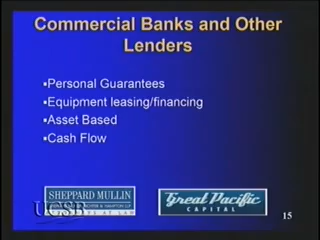 Commercial Banks and Other
Lenders
▪Personal Guarantees
▪Equipment leasing/financing
▪Asset Based
▪Cash Flow
SHEPPARD MULLIN
UCSB
Great Pacific
CAPITAL
15